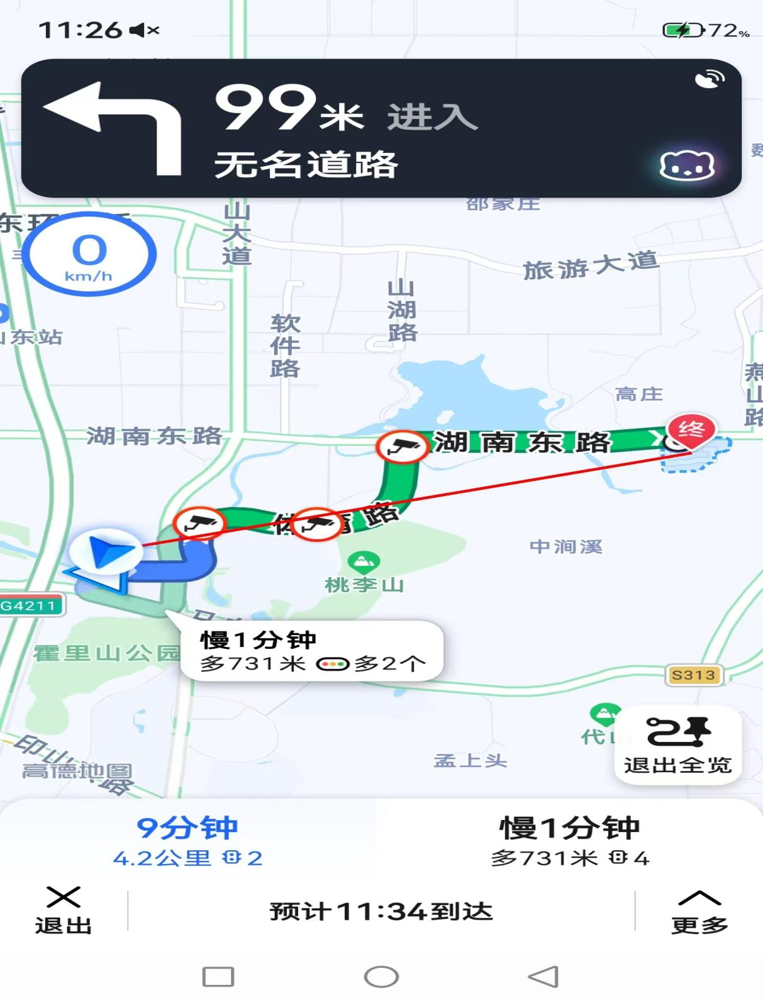 11:26
72%
99米 进入
无名道路
邵家庄
山大道
0
km/h
旅游大道
山湖路
软件路
山东站
高庄
燕山路
湖南东路
终
湖南东路
路
中涧溪
桃李山
G4211
慢1分钟
多731米 多2个
霍里山公园
S313
代山
孟上头
印山路
高德地图
退出全览
9分钟
慢1分钟
4.2公里 2
多731米 4
退出
预计11:34到达
更多